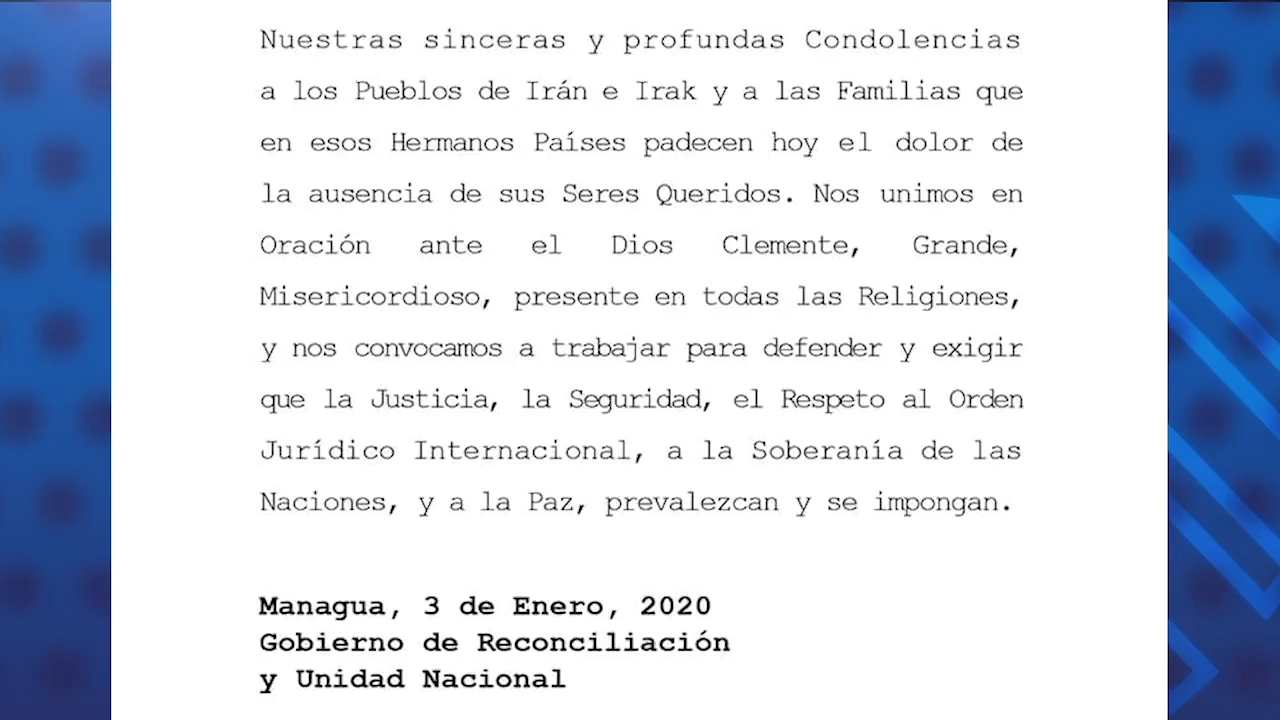 Nuestras sinceras y profundas Condolencias
a los Pueblos de Irán e Irak y a las Familias que
en esos Hermanos Países padecen hoy el dolor de
la ausencia de sus Seres Queridos. Nos unimos en
Oración ante el Dios Clemente, Grande,
Misericordioso, presente en todas las Religiones,
y nos convocamos a trabajar para defender y exigir
que la Justicia, la Seguridad, el Respeto al Orden
Jurídico Internacional, a la Soberanía de las
Naciones, y a la Paz, prevalezcan y se impongan.
Managua, 3 de Enero, 2020
Gobierno de Reconciliación
y Unidad Nacional